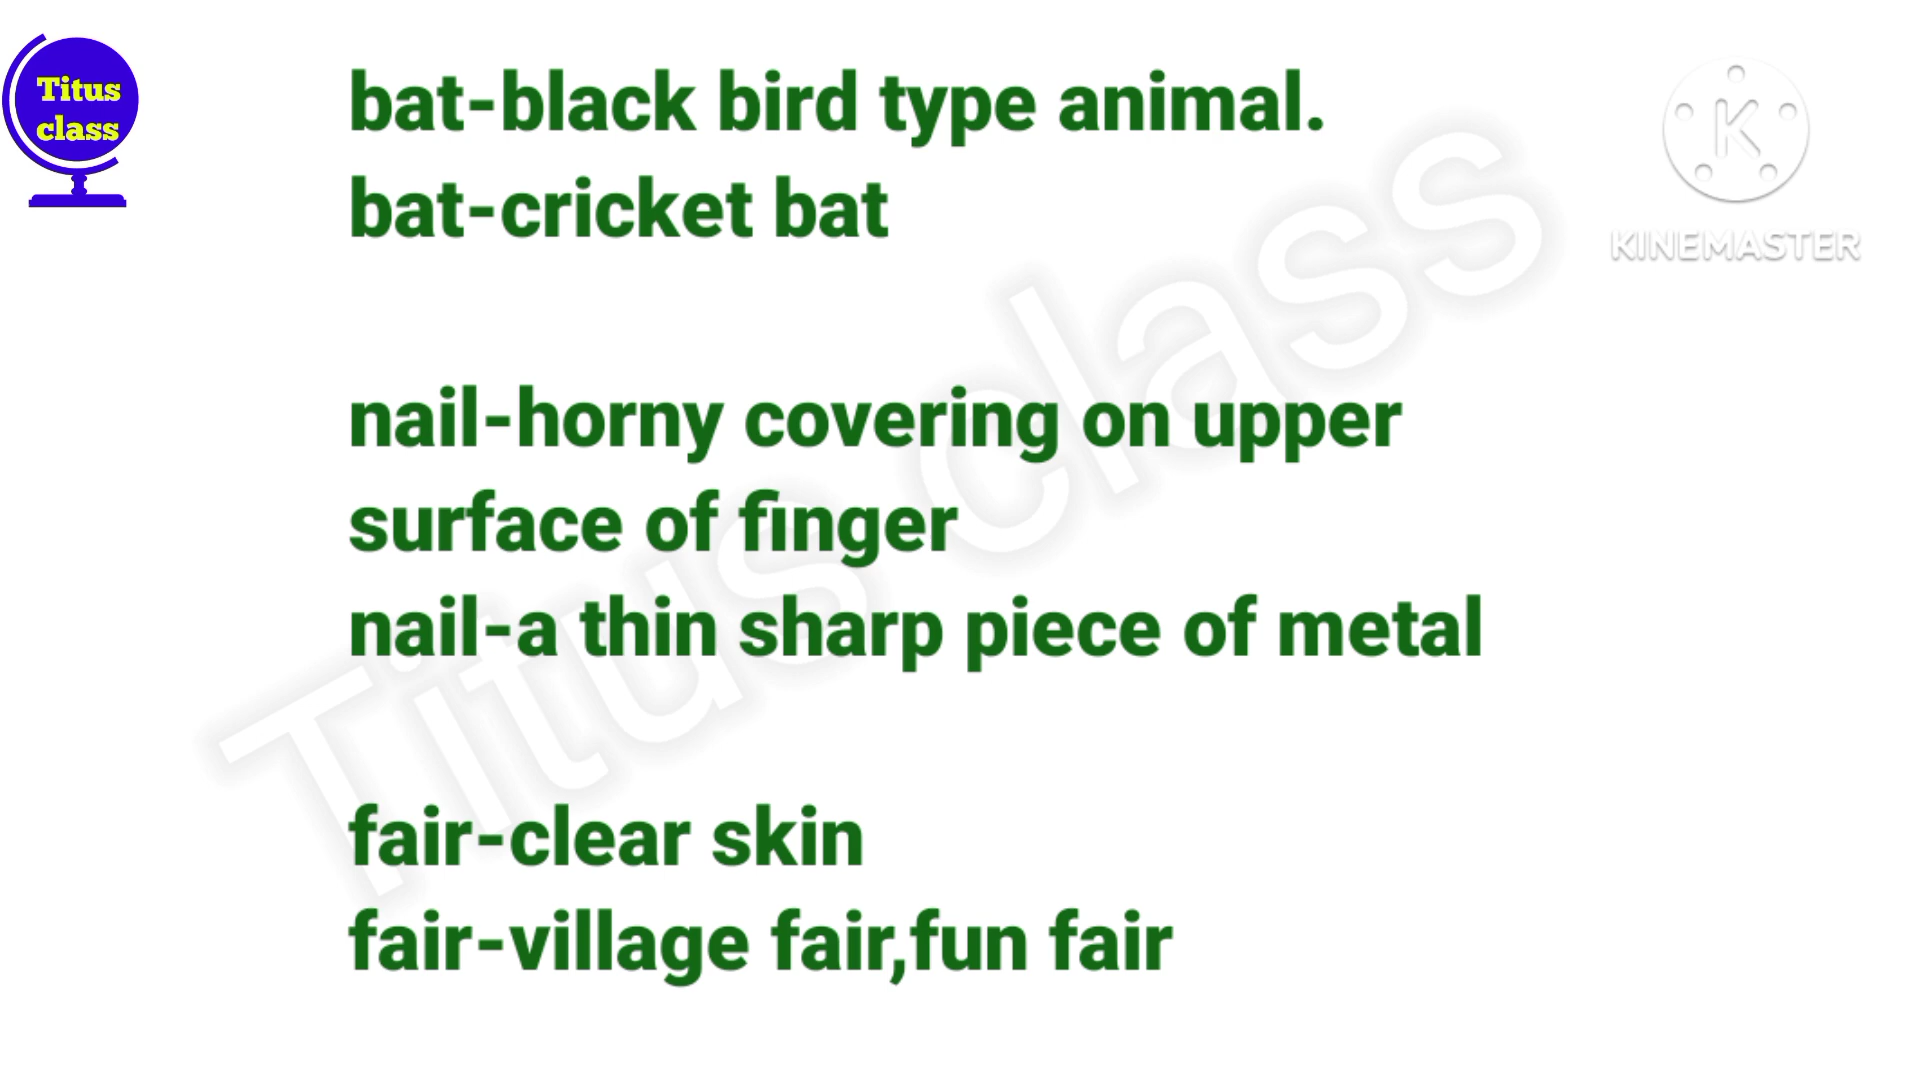 Titus
class
bat-black bird type animal.
bat-cricket bat
K
KINEMASTER
nail-horny covering on upper
surface of finger
nail-a thin sharp piece of metal
fair-clear skin
fair-village fair,fun fair
Titus class